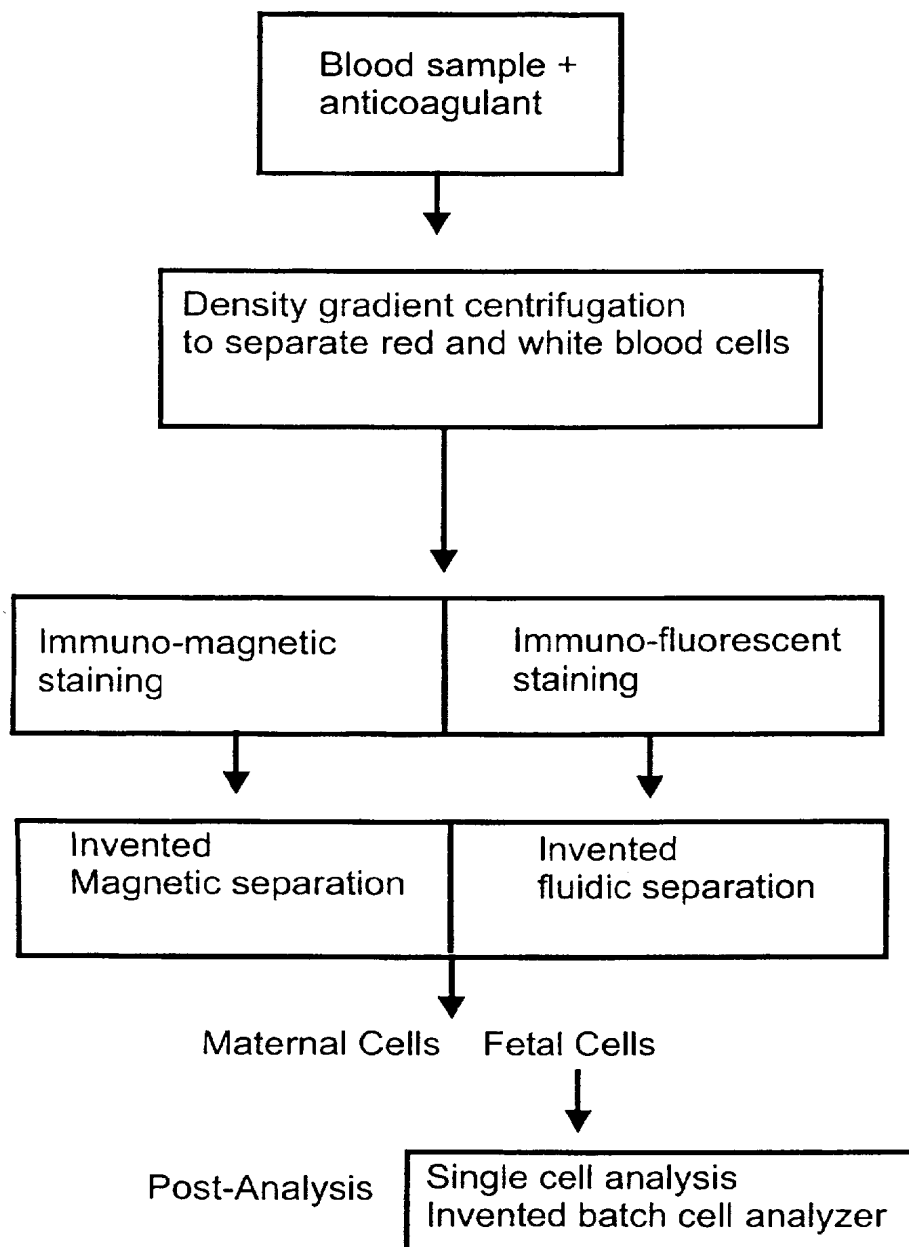 Blood sample +
anticoagulant
Density gradient centrifugation
to separate red and white blood cells
Immuno-magnetic
staining
Immuno-fluorescent
staining
Invented
Magnetic separation
Invented
fluidic separation
Maternal Cells Fetal Cells
Post-Analysis
Single cell analysis
Invented batch cell analyzer